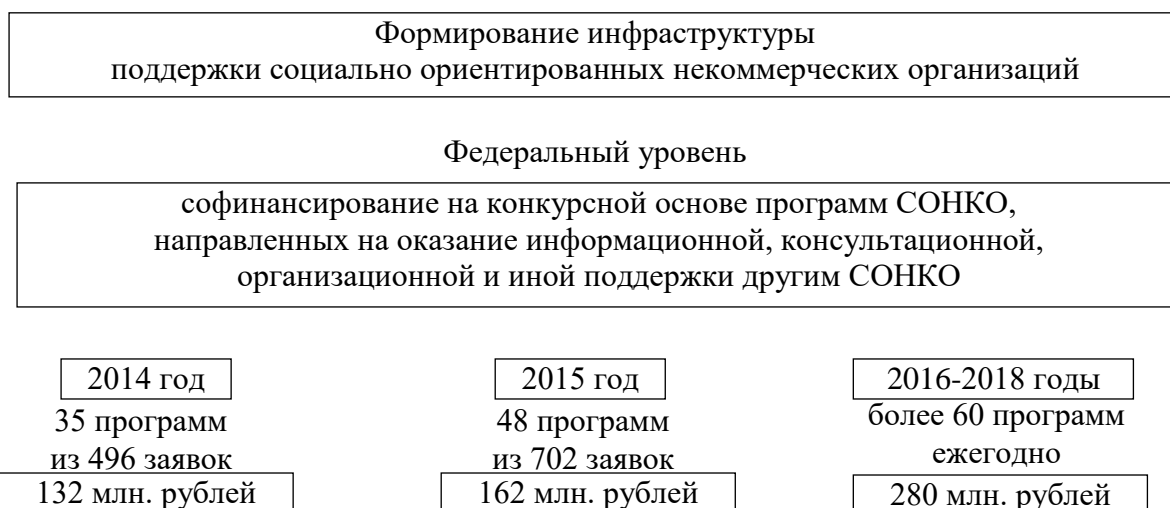 Формирование инфраструктуры
поддержки социально ориентированных некоммерческих организаций
Федеральный уровень
софинансирование на конкурсной основе программ СОНКО,
направленных на оказание информационной, консультационной,
организационной и иной поддержки другим СОНКО
2014 год
35 программ
из 496 заявок
132 млн. рублей
2015 год
48 программ
из 702 заявок
162 млн. рублей
2016-2018 годы
более 60 программ
ежегодно
280 млн. рублей